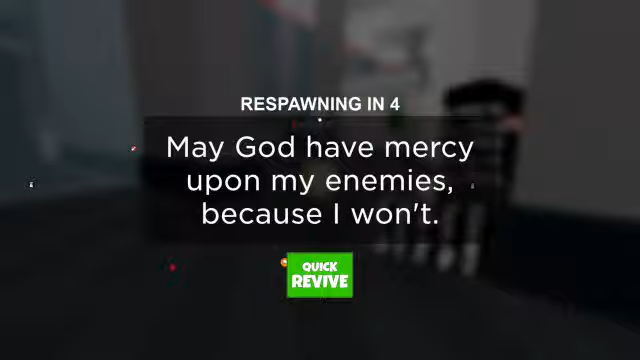 RESPAWNING IN 4
May God have mercy
upon my enemies,
because I won't.
QUICK
REVIVE